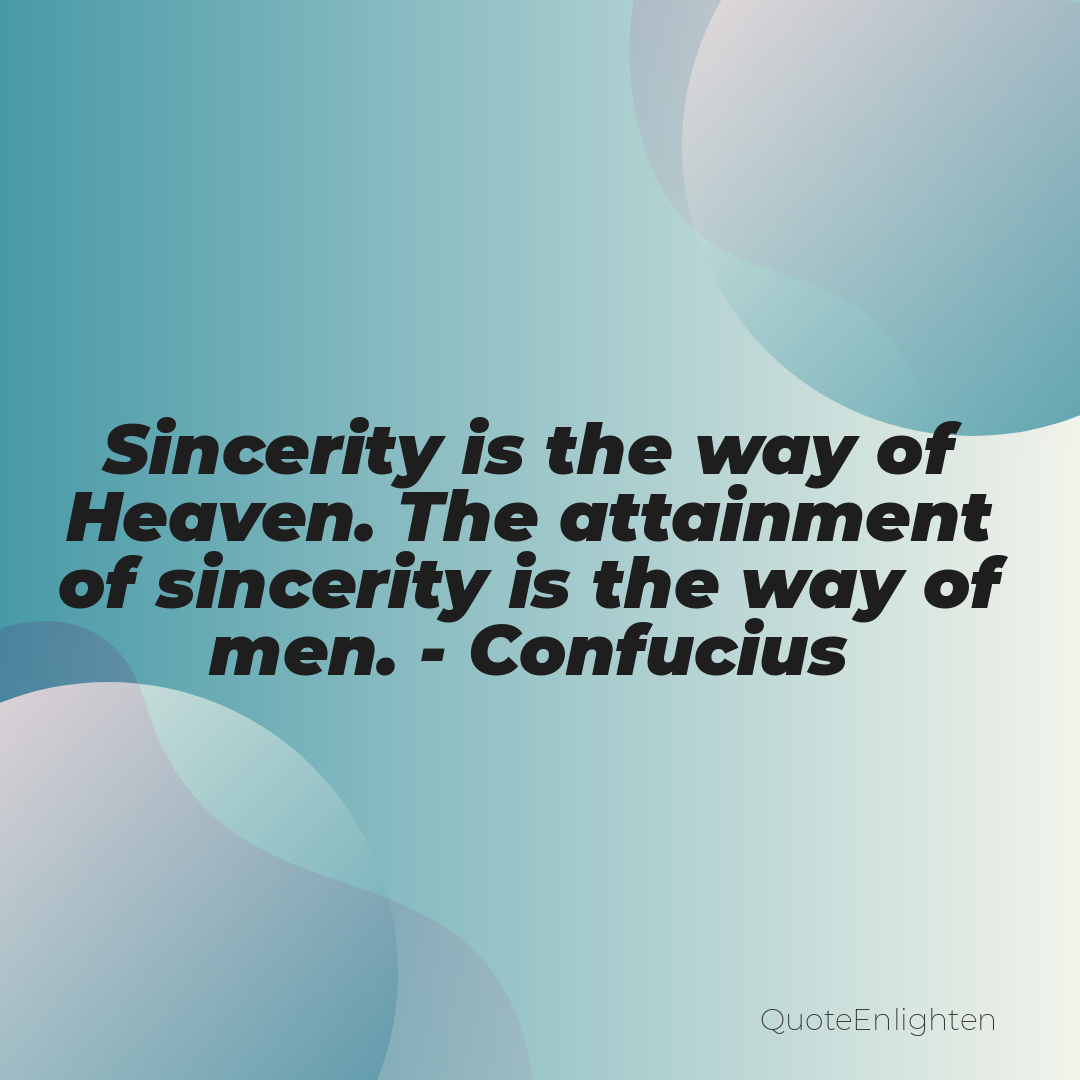 Sincerity is the way of
Heaven. The attainment
of sincerity is the way of
men. - Confucius
QuoteEnlighten